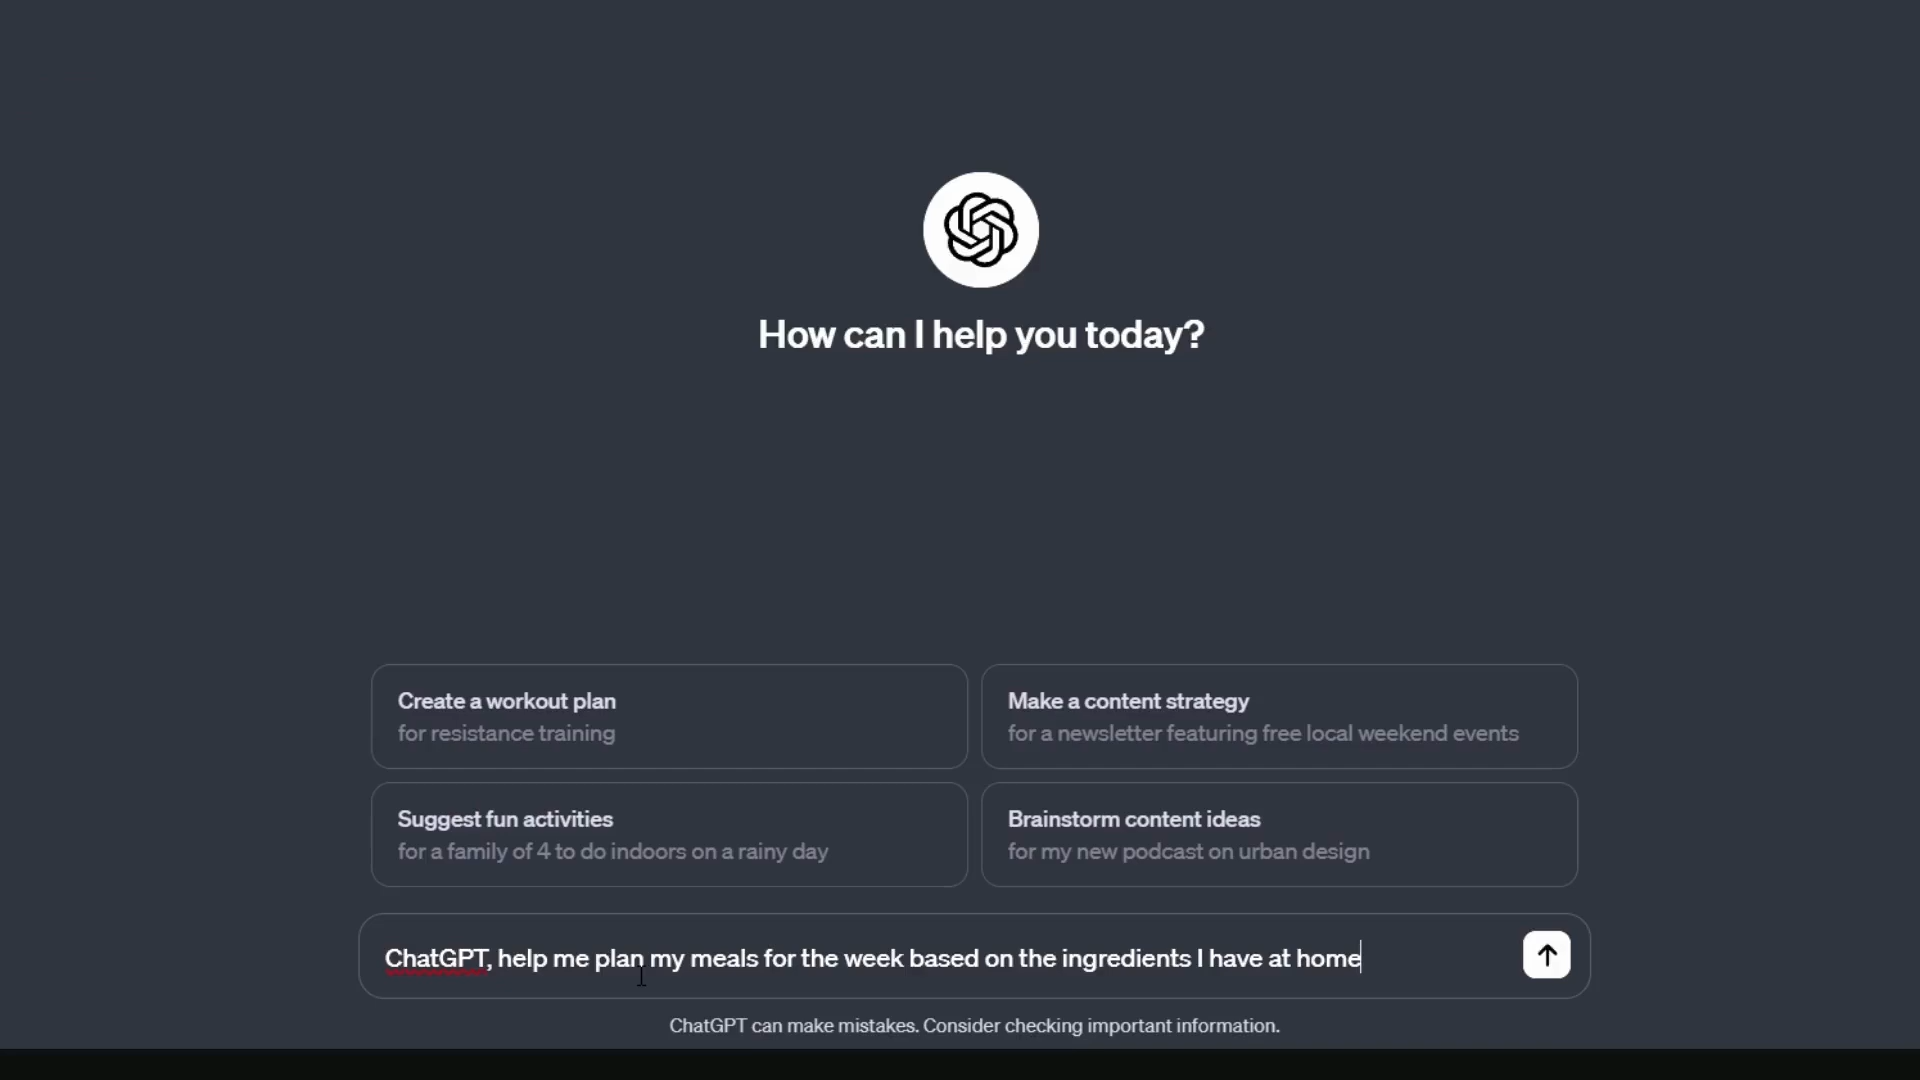 How can I help you today?
Create a workout plan
for resistance training
Make a content strategy
for a newsletter featuring free local weekend events
Suggest fun activities
for a family of 4 to do indoors on a rainy day
Brainstorm content ideas
for my new podcast on urban design
ChatGPT, help me plan my meals for the week based on the ingredients I have at home
ChatGPT can make mistakes. Consider checking important information.